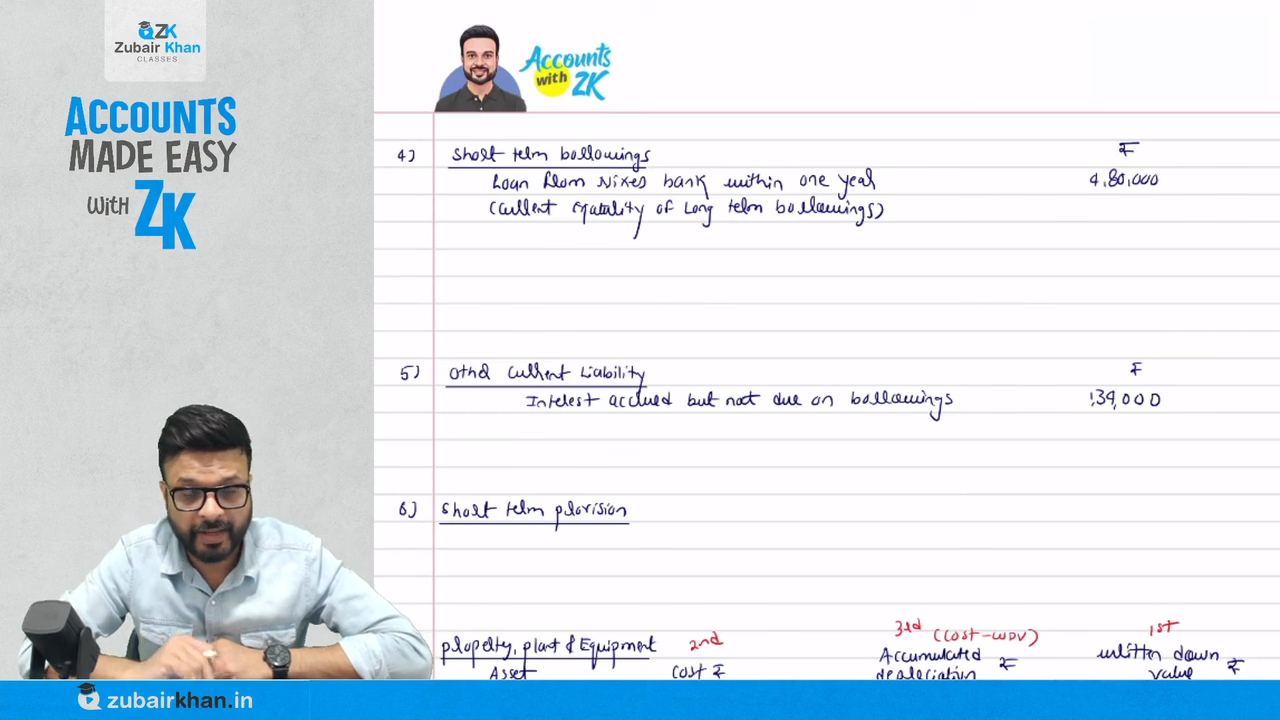 ZK
Zubair Khan
CLASSES
ACCOUNTS
MADE EASY
with ZK
Accounts
with
ZK
4) Short term borrowings ₹
Loan from Nixes bank within one year 4,80,000
(Current maturity of Long term borrowings)
5) Other Current Liability ₹
Interest accrued but not due on borrowings 1,34,000
6) Short term provision
property, plant & Equipment 2nd 3rd (Cost-WDV) 1st
Asset Cost ₹ Accumulated depreciation ₹ written down value ₹
zubairkhan.in